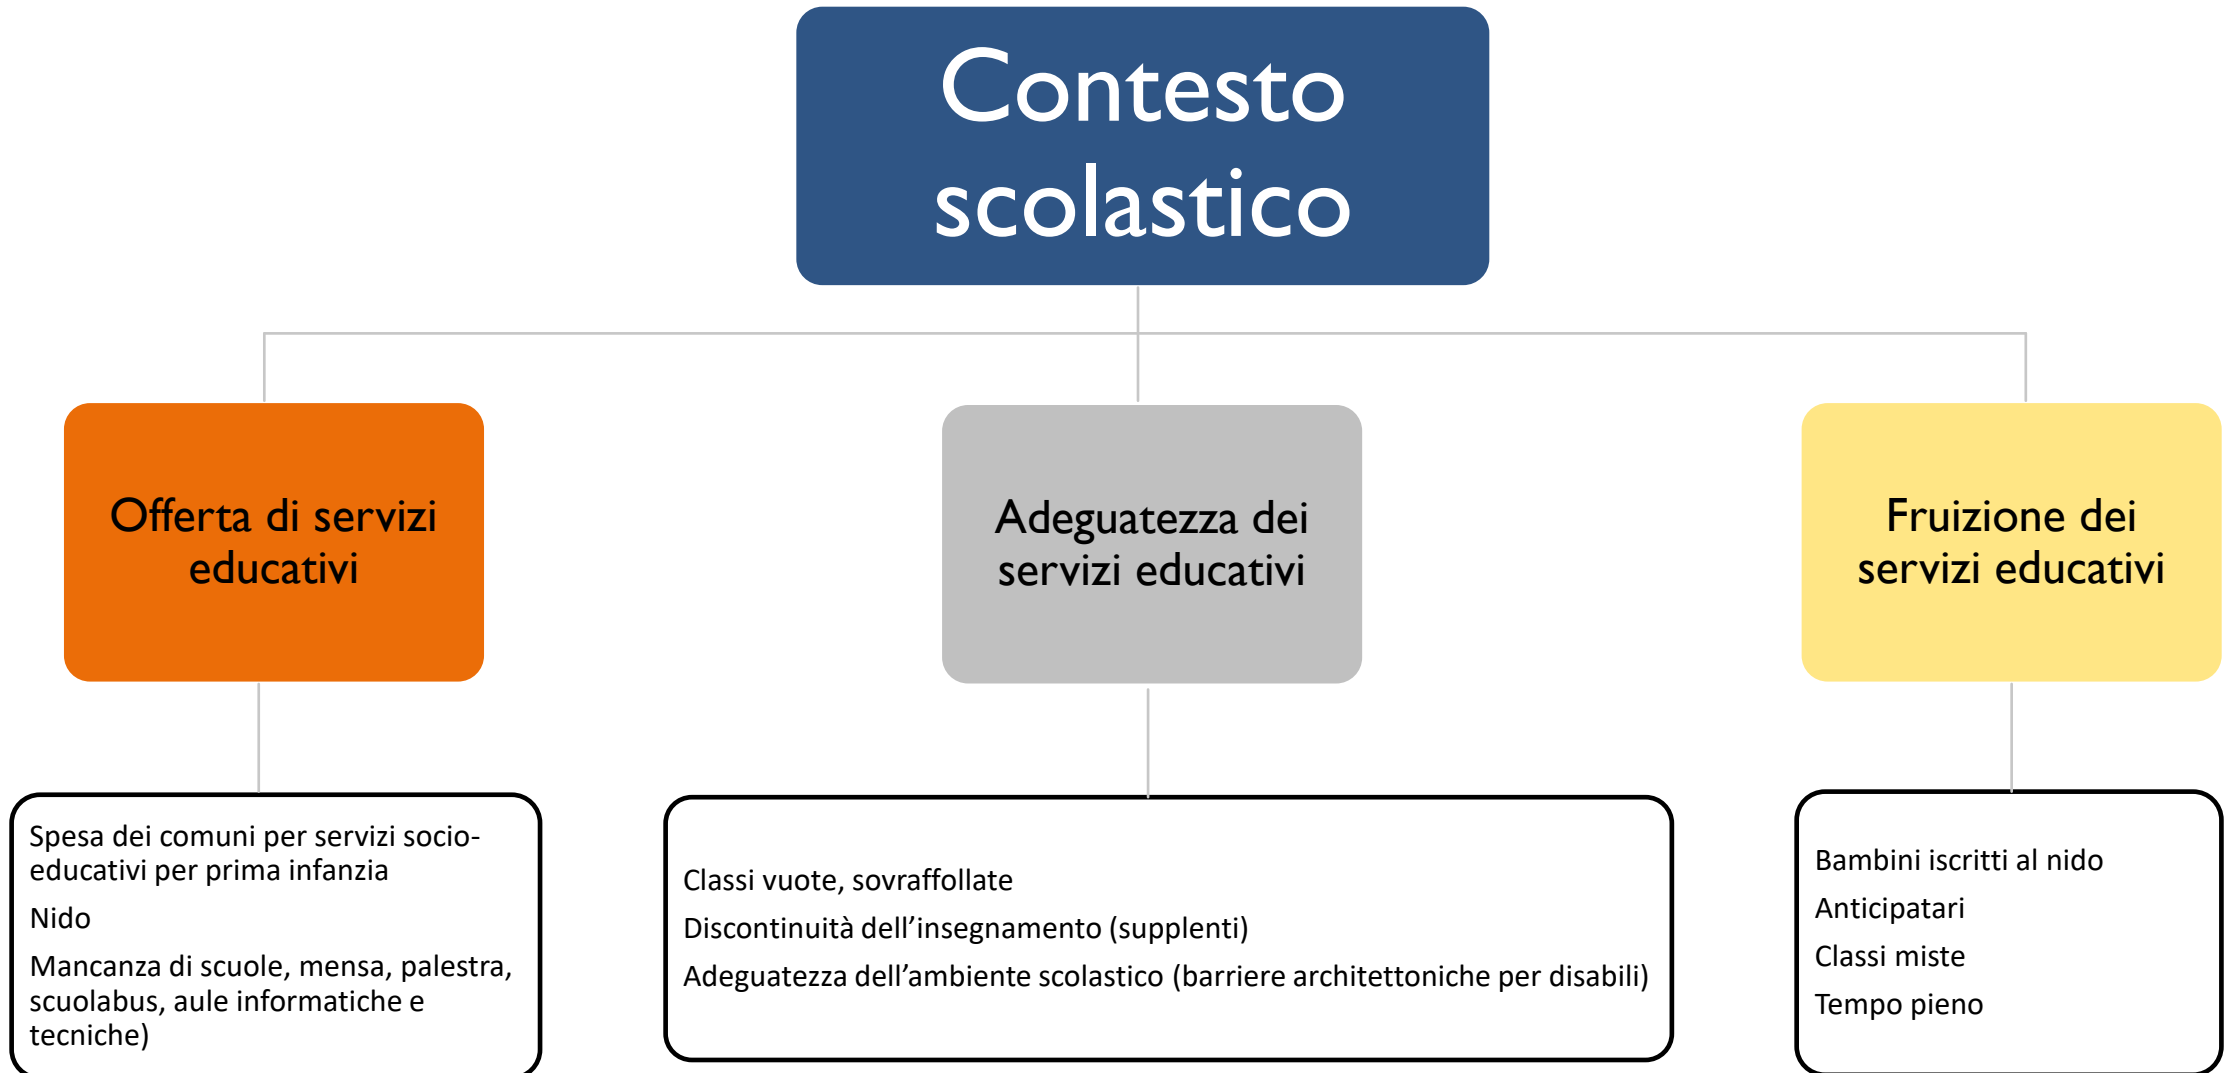 Contesto
scolastico
Offerta di servizi
educativi
Adeguatezza dei
servizi educativi
Fruizione dei
servizi educativi
Spesa dei comuni per servizi socio-
educativi per prima infanzia
Nido
Mancanza di scuole, mensa, palestra,
scuolabus, aule informatiche e
tecniche)
Classi vuote, sovraffollate
Discontinuità dell’insegnamento (supplenti)
Adeguatezza dell’ambiente scolastico (barriere architettoniche per disabili)
Bambini iscritti al nido
Anticipatari
Classi miste
Tempo pieno